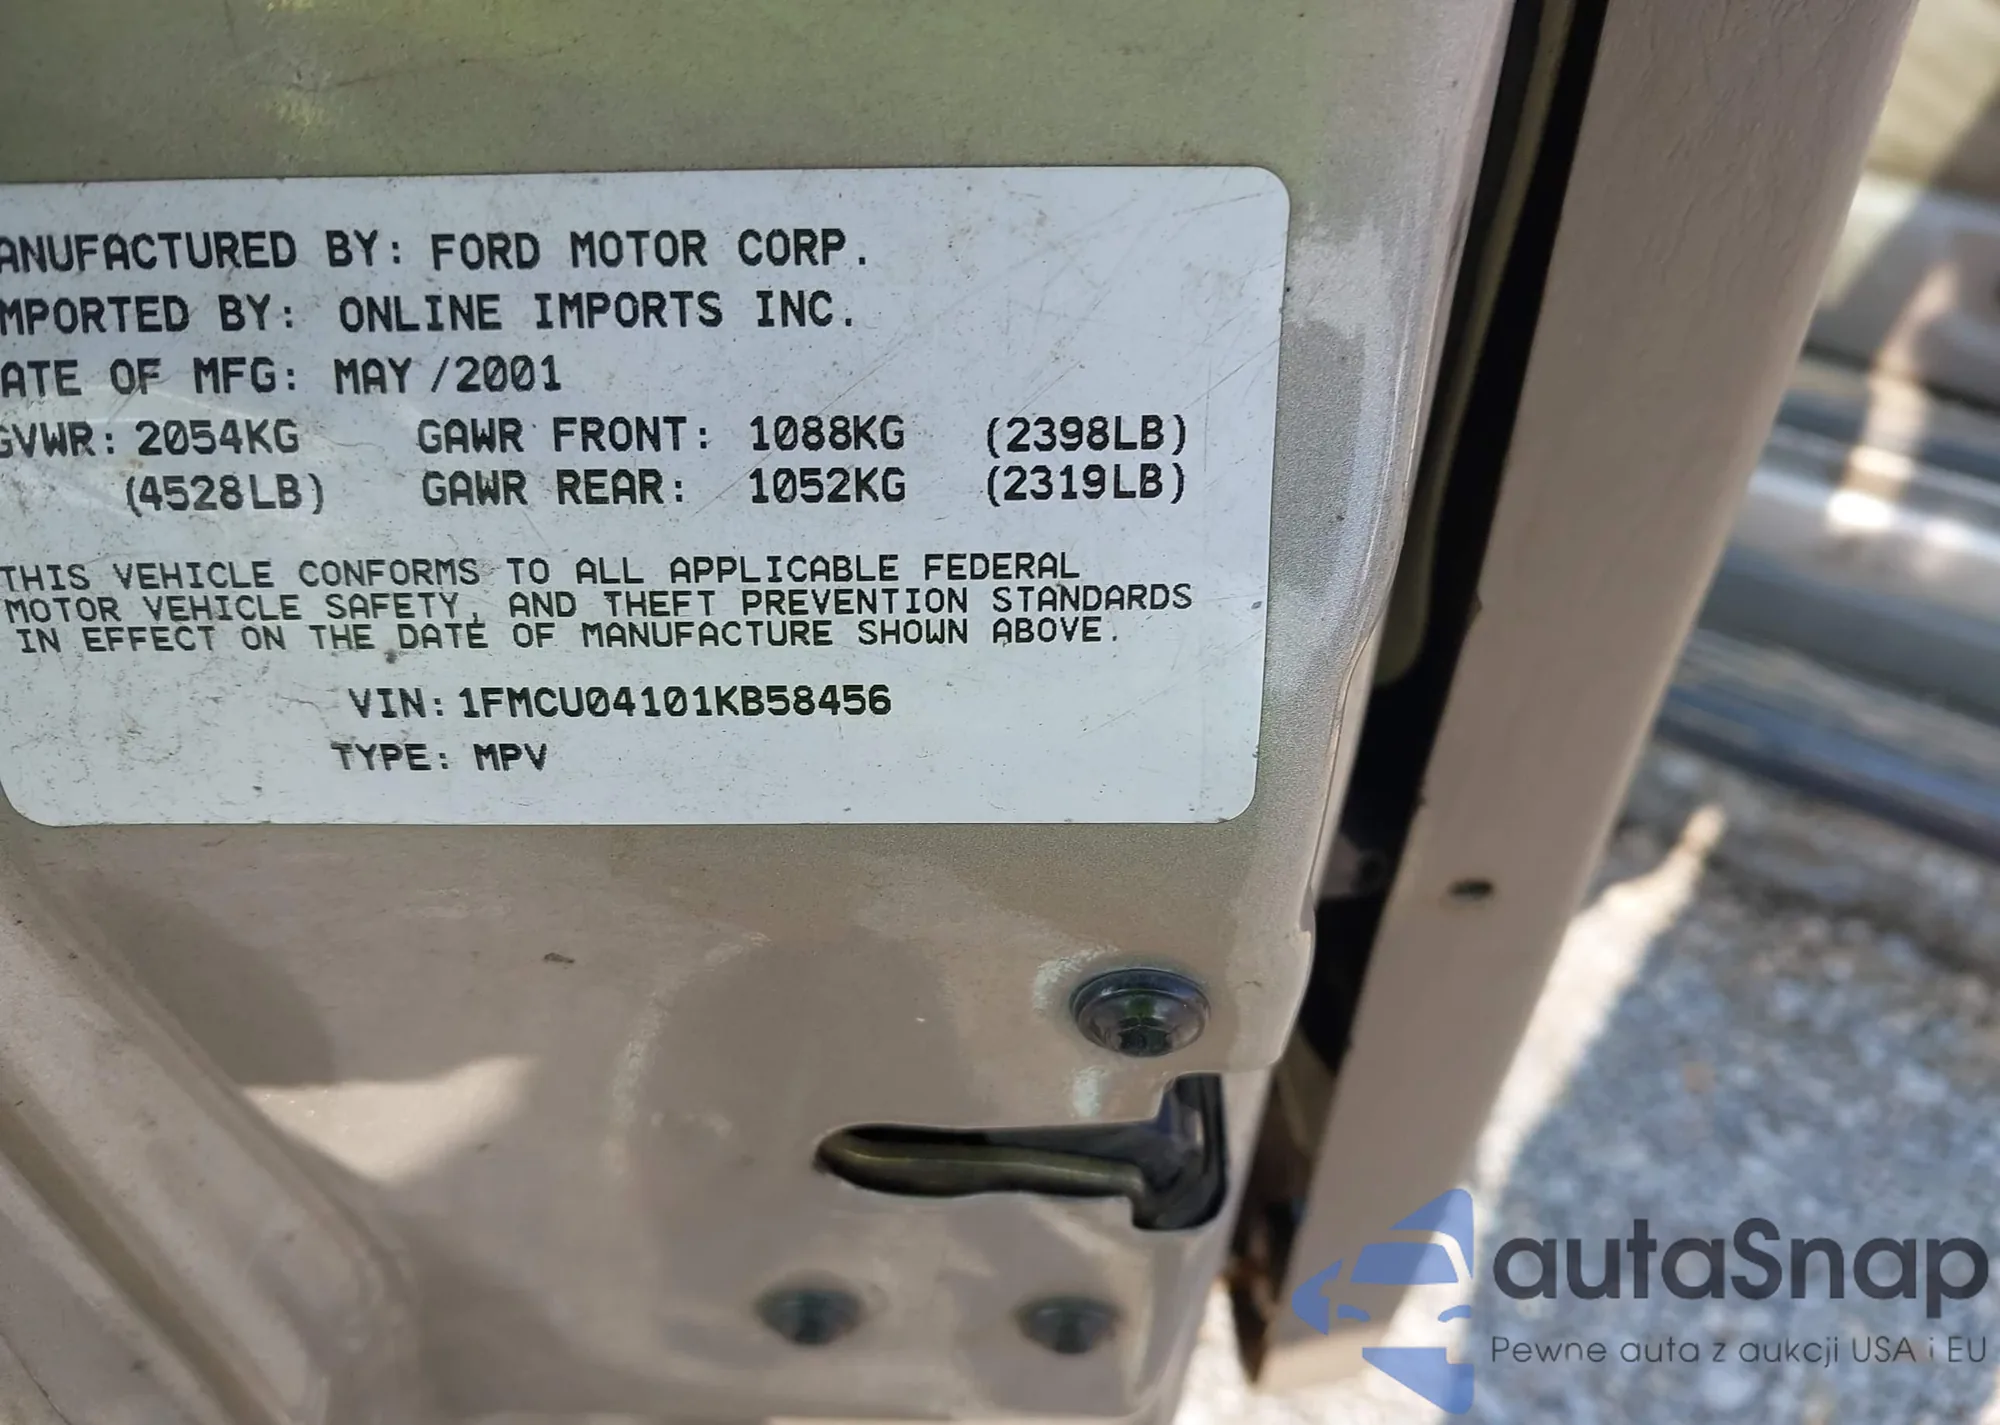 ANUFACTURED BY: FORD MOTOR CORP.
MPORTED BY: ONLINE IMPORTS INC.
ATE OF MFG: MAY /2001
GVWR: 2054KG GAWR FRONT: 1088KG (2398LB)
(4528LB) GAWR REAR: 1052KG (2319LB)
THIS VEHICLE CONFORMS TO ALL APPLICABLE FEDERAL
MOTOR VEHICLE SAFETY, AND THEFT PREVENTION STANDARDS
IN EFFECT ON THE DATE OF MANUFACTURE SHOWN ABOVE.
VIN: 1FMCU04101KB58456
TYPE: MPV
autaSnap
Pewne auta z aukcji USA i EU